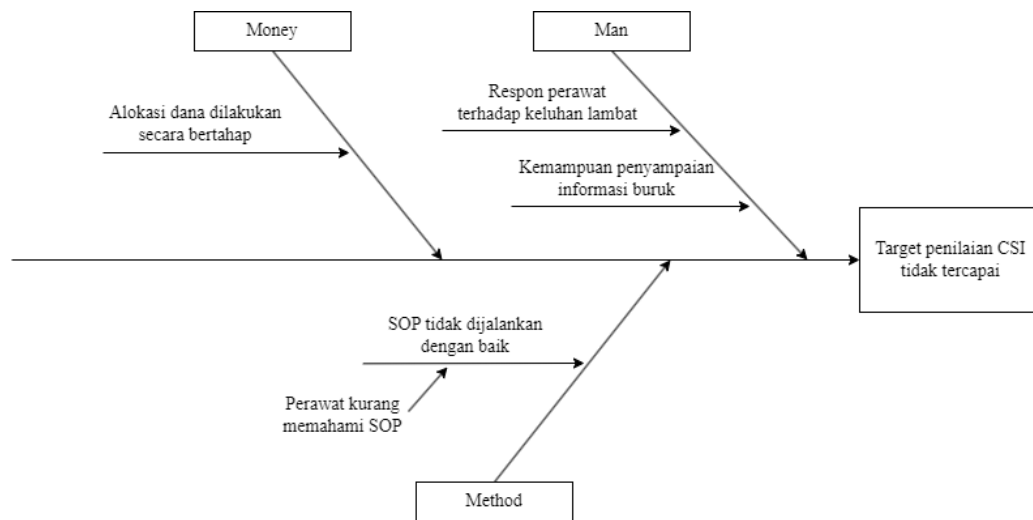 Money
Man
Alokasi dana dilakukan
secara bertahap
Respon perawat
terhadap keluhan lambat
Kemampuan penyampaian
informasi buruk
Target penilaian CSI
tidak tercapai
SOP tidak dijalankan
dengan baik
Perawat kurang
memahami SOP
Method